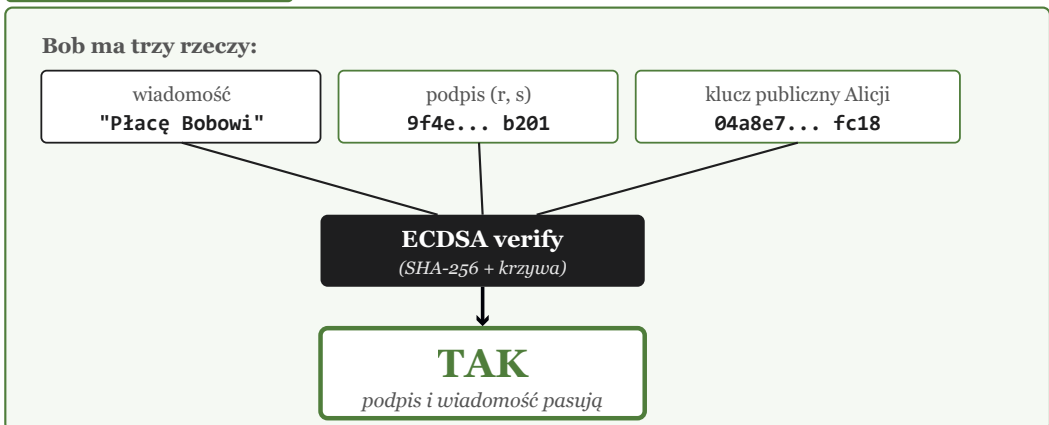 Bob ma trzy rzeczy:
wiadomość
"Płacę Bobowi"
podpis (r, s)
9f4e... b201
klucz publiczny Alicji
04a8e7... fc18
ECDSA verify
(SHA-256 + krzywa)
TAK
podpis i wiadomość pasują